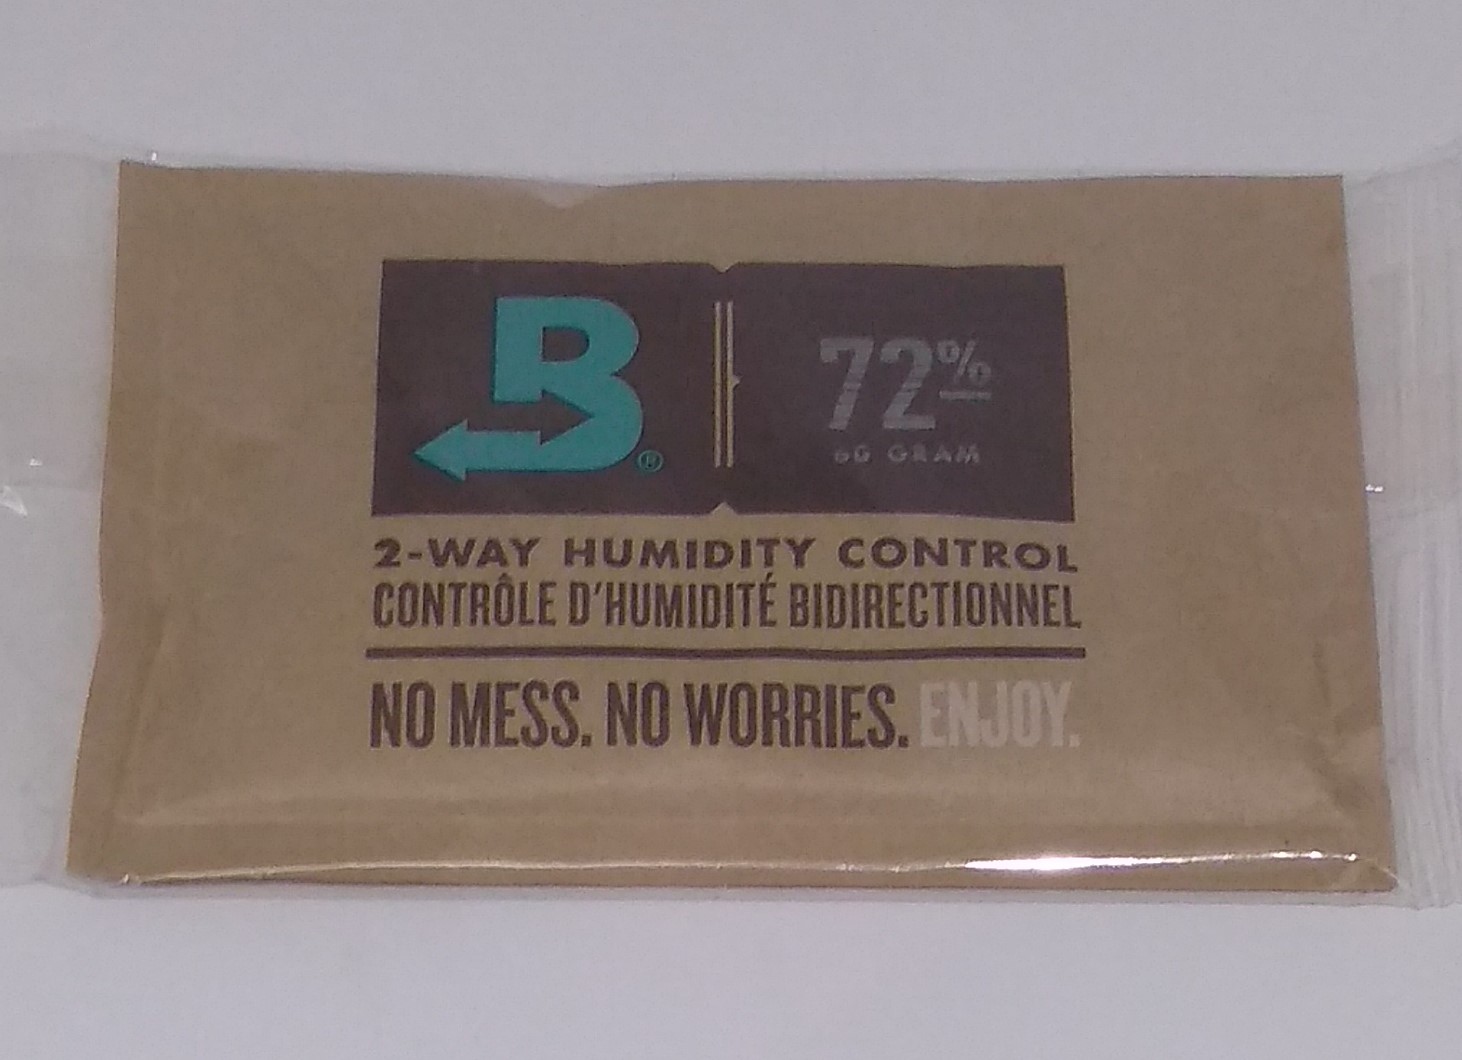 B®
72%
60 GRAM
2-WAY HUMIDITY CONTROL
CONTRÔLE D'HUMIDITÉ BIDIRECTIONNEL
NO MESS. NO WORRIES. ENJOY.